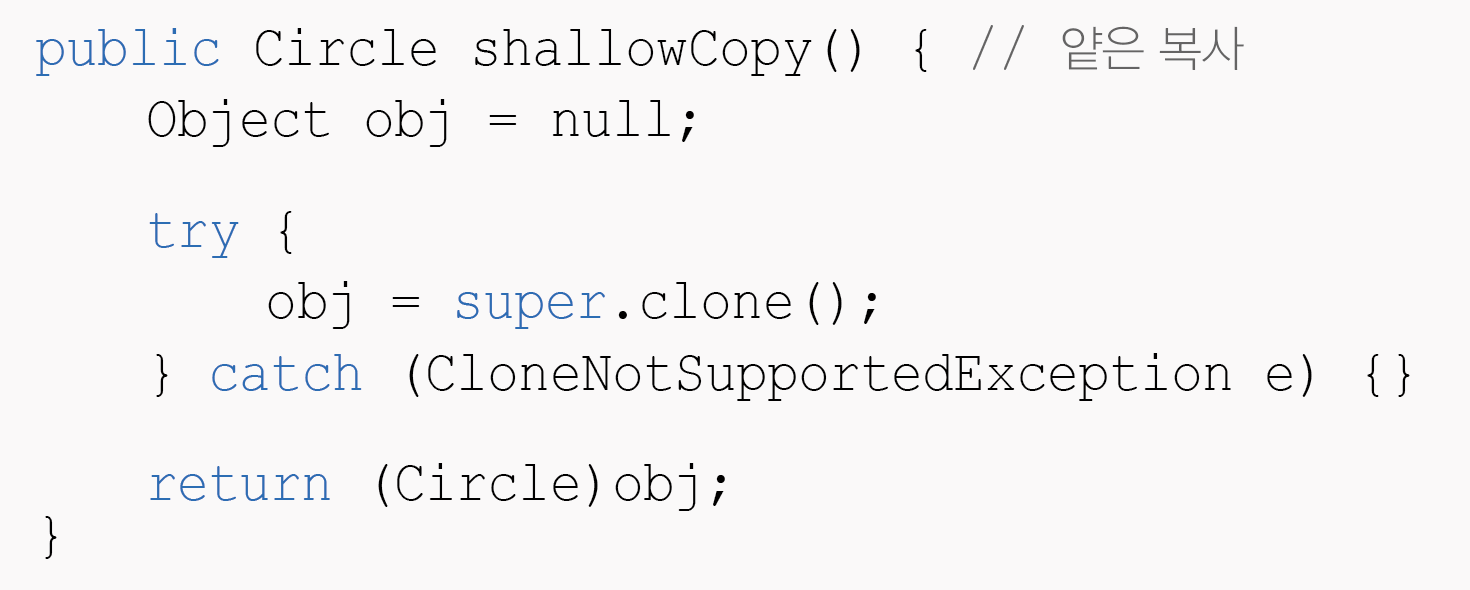 public Circle shallowCopy() { // 얕은 복사
Object obj = null;
try {
obj = super.clone();
} catch (CloneNotSupportedException e) {}
return (Circle)obj;
}